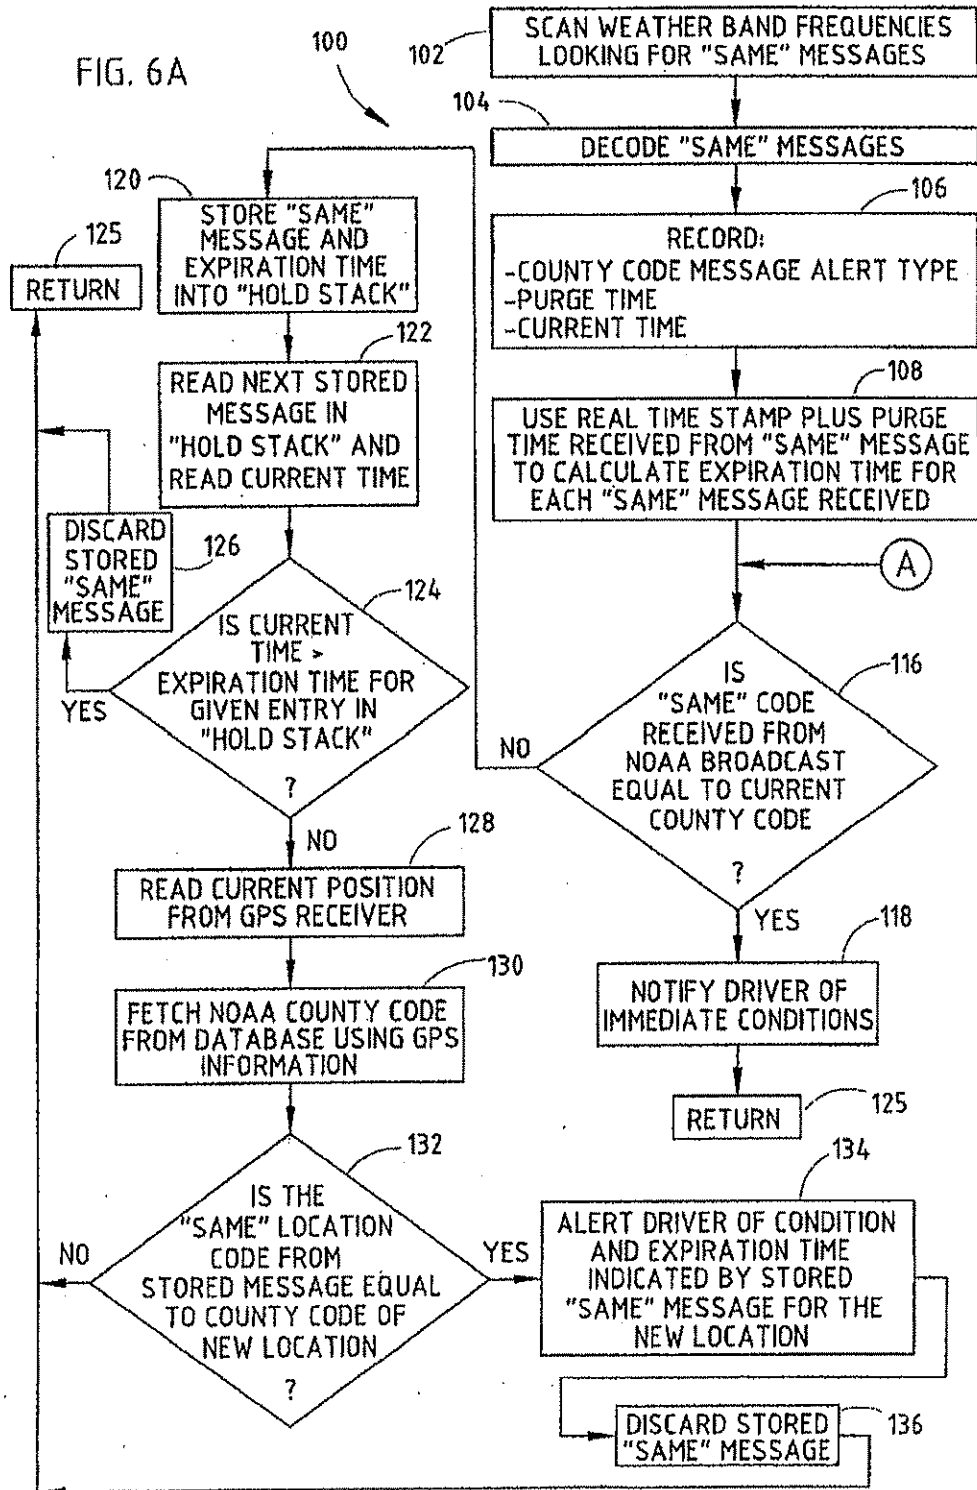 FIG. 6A
100
102
SCAN WEATHER BAND FREQUENCIES
LOOKING FOR "SAME" MESSAGES
104
DECODE "SAME" MESSAGES
106
RECORD:
-COUNTY CODE MESSAGE ALERT TYPE
-PURGE TIME
-CURRENT TIME
108
USE REAL TIME STAMP PLUS PURGE
TIME RECEIVED FROM "SAME" MESSAGE
TO CALCULATE EXPIRATION TIME FOR
EACH "SAME" MESSAGE RECEIVED
A
116
IS
"SAME" CODE
RECEIVED FROM
NOAA BROADCAST
EQUAL TO CURRENT
COUNTY CODE
?
NO
YES
118
NOTIFY DRIVER OF
IMMEDIATE CONDITIONS
RETURN
125
120
STORE "SAME"
MESSAGE AND
EXPIRATION TIME
INTO "HOLD STACK"
125
RETURN
122
READ NEXT STORED
MESSAGE IN
"HOLD STACK" AND
READ CURRENT TIME
124
IS CURRENT
TIME >
EXPIRATION TIME FOR
GIVEN ENTRY IN
"HOLD STACK"
?
YES
DISCARD
STORED
"SAME"
MESSAGE
126
NO
128
READ CURRENT POSITION
FROM GPS RECEIVER
130
FETCH NOAA COUNTY CODE
FROM DATABASE USING GPS
INFORMATION
132
IS THE
"SAME" LOCATION
CODE FROM
STORED MESSAGE EQUAL
TO COUNTY CODE OF
NEW LOCATION
?
NO
YES
134
ALERT DRIVER OF CONDITION
AND EXPIRATION TIME
INDICATED BY STORED
"SAME" MESSAGE FOR THE
NEW LOCATION
DISCARD STORED
"SAME" MESSAGE
136